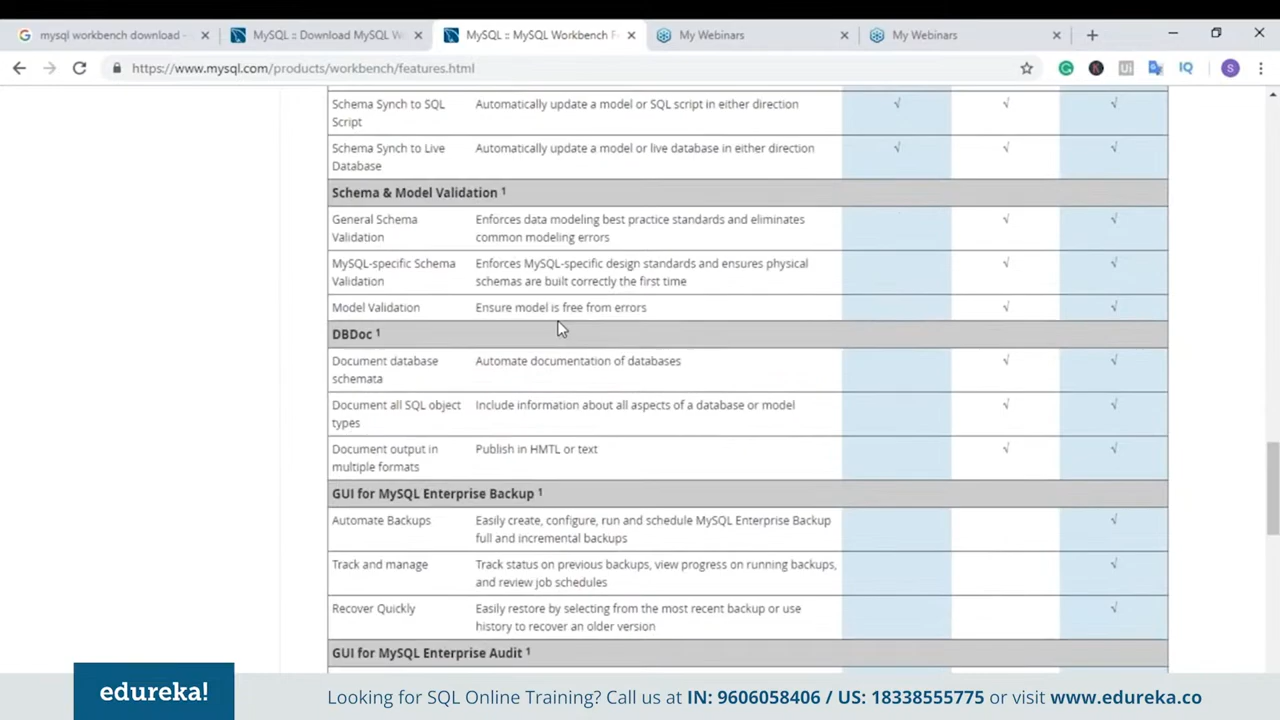 mysql workbench download -
MySQL :: Download MySQL W
MySQL :: MySQL Workbench F
My Webinars
My Webinars
https://www.mysql.com/products/workbench/features.html
Schema Synch to SQL
Script
Automatically update a model or SQL script in either direction
√ √ √
Schema Synch to Live
Database
Automatically update a model or live database in either direction
√ √ √
Schema & Model Validation 1
General Schema
Validation
Enforces data modeling best practice standards and eliminates
common modeling errors
√ √
MySQL-specific Schema
Validation
Enforces MySQL-specific design standards and ensures physical
schemas are built correctly the first time
√ √
Model Validation
Ensure model is free from errors
√ √
DBDoc 1
Document database
schemata
Automate documentation of databases
√ √
Document all SQL object
types
Include information about all aspects of a database or model
√ √
Document output in
multiple formats
Publish in HMTL or text
√ √
GUI for MySQL Enterprise Backup 1
Automate Backups
Easily create, configure, run and schedule MySQL Enterprise Backup
full and incremental backups
√
Track and manage
Track status on previous backups, view progress on running backups,
and review job schedules
√
Recover Quickly
Easily restore by selecting from the most recent backup or use
history to recover an older version
√
GUI for MySQL Enterprise Audit 1
edureka!
Looking for SQL Online Training? Call us at IN: 9606058406 / US: 18338555775 or visit www.edureka.co